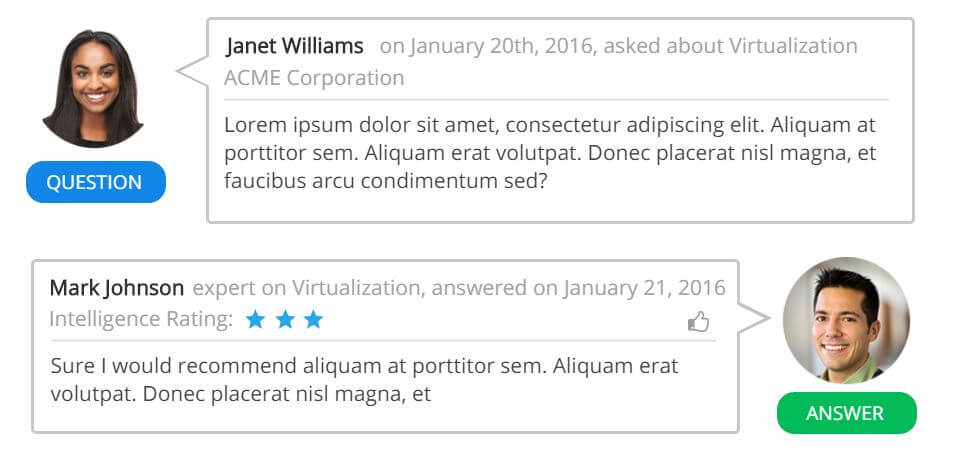 Janet Williams on January 20th, 2016, asked about Virtualization
ACME Corporation
Lorem ipsum dolor sit amet, consectetur adipiscing elit. Aliquam at
porttitor sem. Aliquam erat volutpat. Donec placerat nisl magna, et
faucibus arcu condimentum sed?
QUESTION
Mark Johnson expert on Virtualization, answered on January 21, 2016
Intelligence Rating:
Sure I would recommend aliquam at porttitor sem. Aliquam erat
volutpat. Donec placerat nisl magna, et
ANSWER